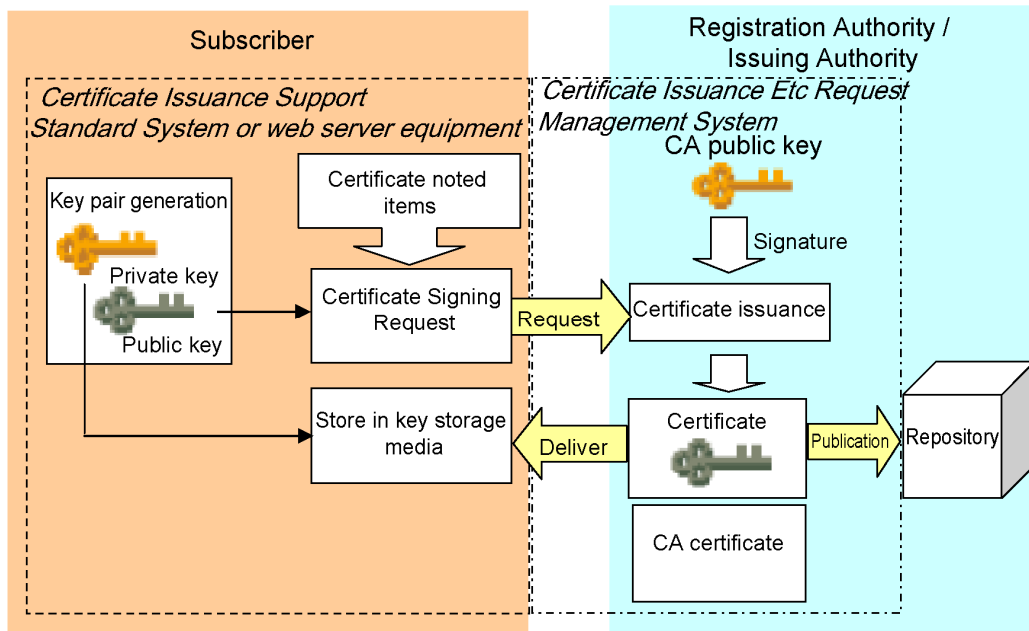 Subscriber
Registration Authority /
Issuing Authority
Certificate Issuance Support
Standard System or web server equipment
Certificate Issuance Etc Request
Management System
CA public key
Key pair generation
Private key
Public key
Certificate noted
items
Signature
Certificate Signing
Request
Request
Certificate issuance
Store in key storage
media
Deliver
Certificate
Publication
Repository
CA certificate